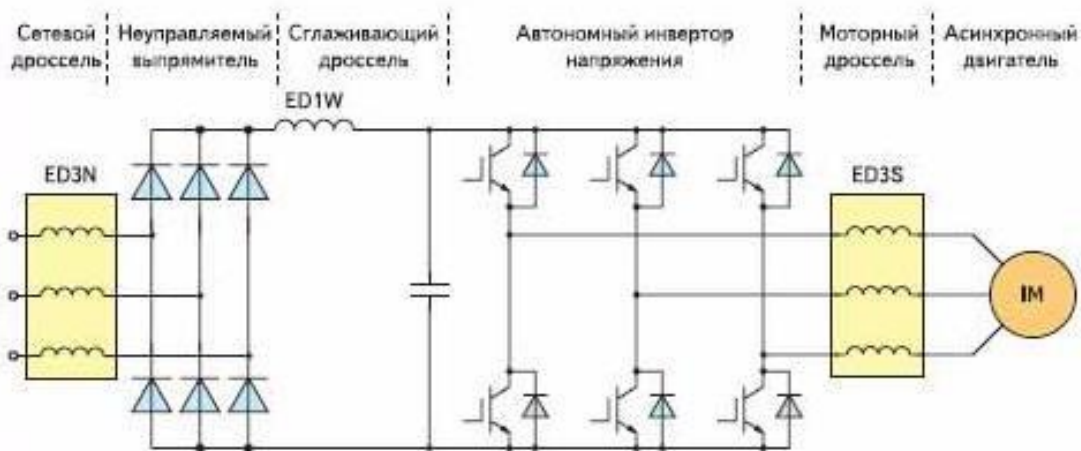 Сетевой
дроссель
Неуправляемый
выпрямитель
Сглаживающий
дроссель
Автономный инвертор
напряжения
Моторный
дроссель
Асинхронный
двигатель
ED1W
ED3N
ED3S
IM